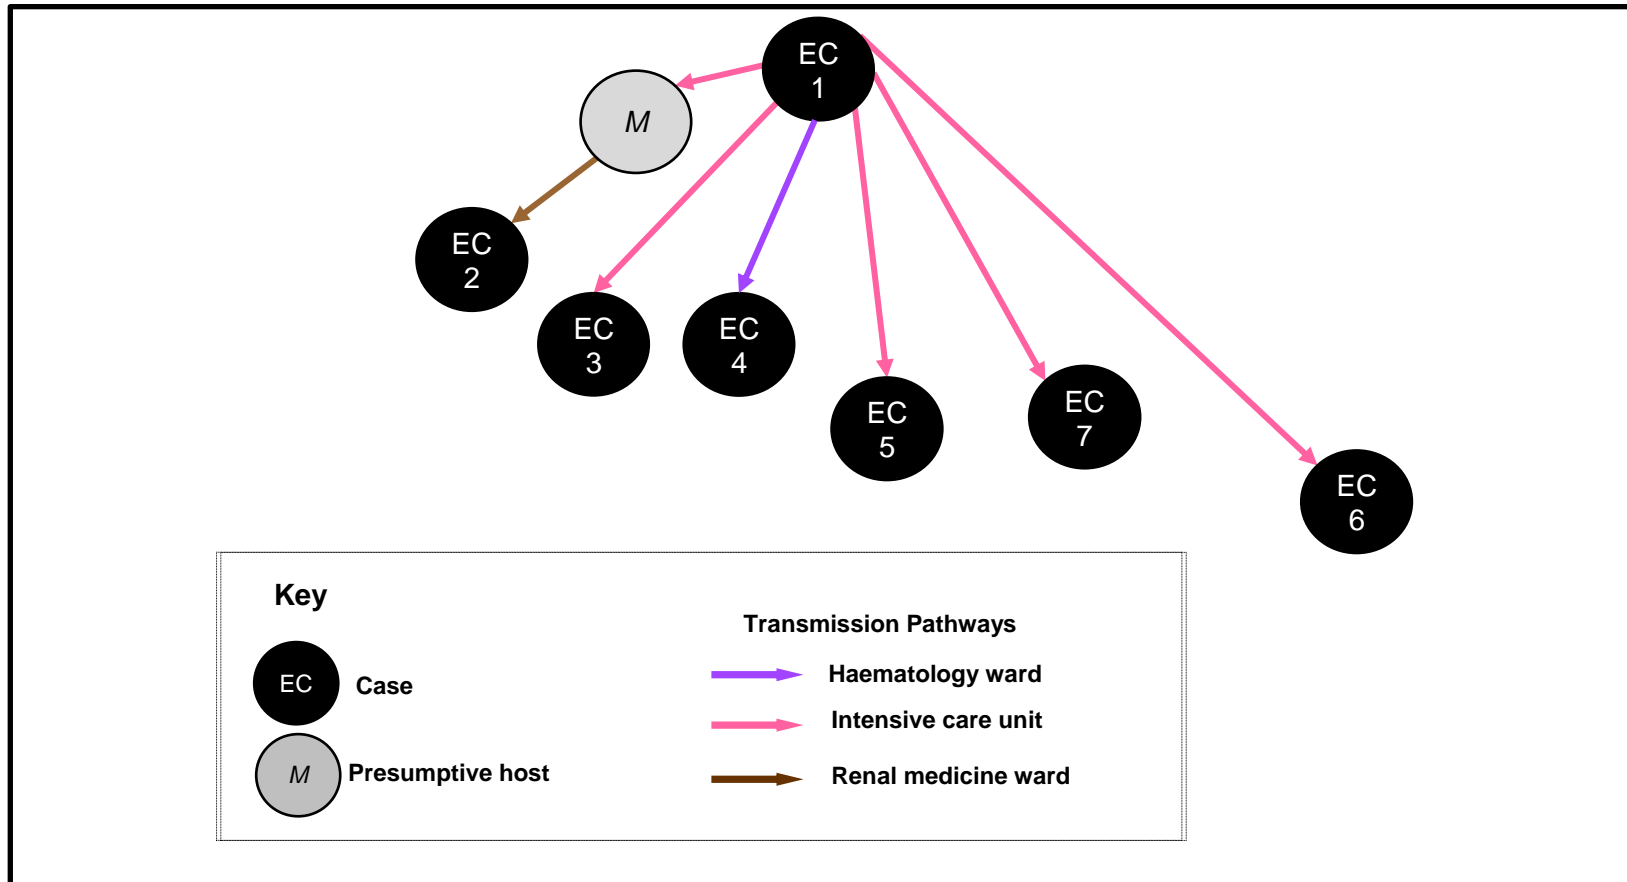 EC
1
M
EC
2
EC
3
EC
4
EC
5
EC
7
EC
6
Key
EC
Case
M
Presumptive host
Transmission Pathways
Haematology ward
Intensive care unit
Renal medicine ward